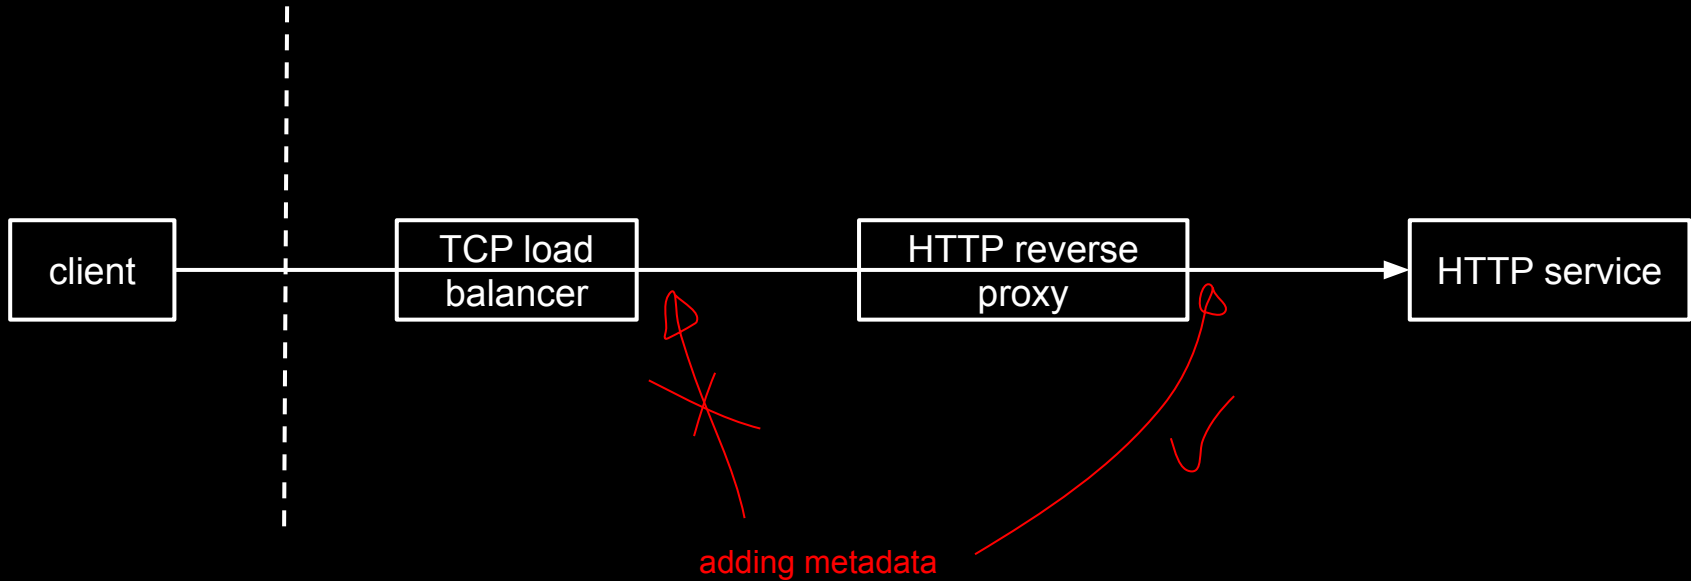 client
TCP load
balancer
HTTP reverse
proxy
HTTP service
adding metadata